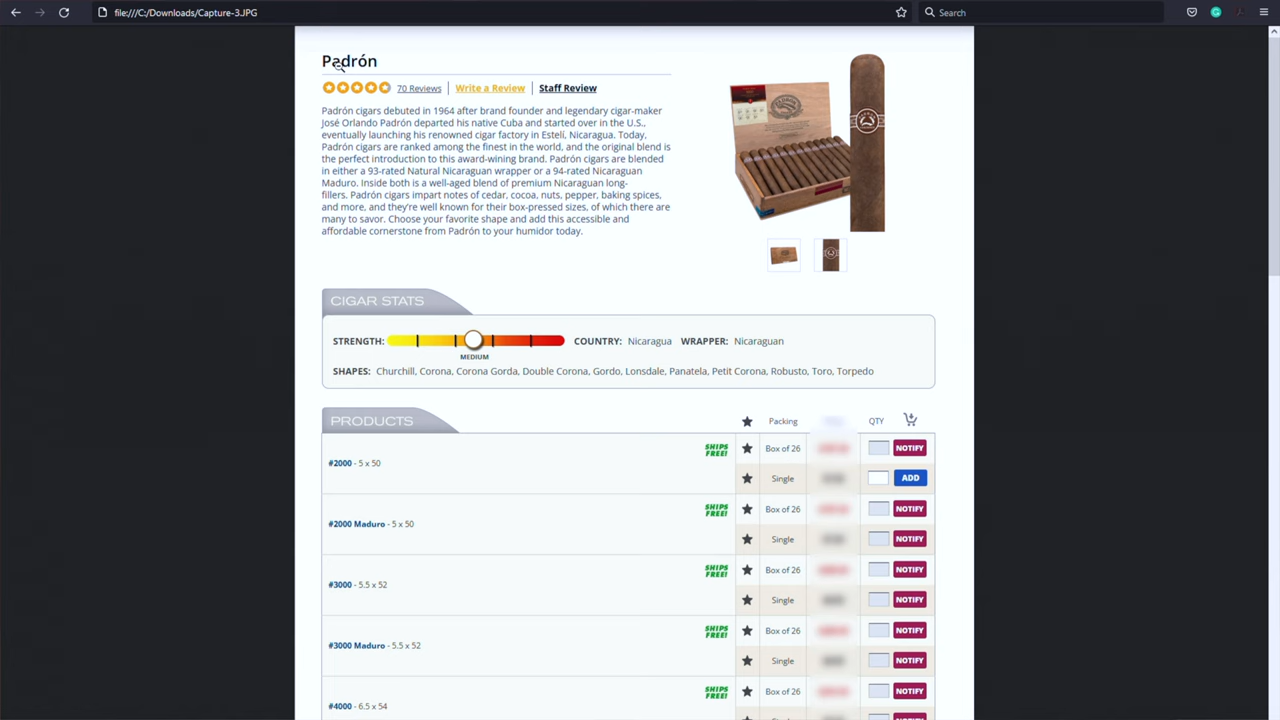 file:///C:/Downloads/Capture-3.JPG
Search
Padrón
70 Reviews | Write a Review | Staff Review
Padrón cigars debuted in 1964 after brand founder and legendary cigar-maker
José Orlando Padrón departed his native Cuba and started over in the U.S.,
eventually launching his renowned cigar factory in Estelí, Nicaragua. Today,
Padrón cigars are ranked among the finest in the world, and the original blend is
the perfect introduction to this award-wining brand. Padrón cigars are blended
in either a 93-rated Natural Nicaraguan wrapper or a 94-rated Nicaraguan
Maduro. Inside both is a well-aged blend of premium Nicaraguan long-
fillers. Padrón cigars impart notes of cedar, cocoa, nuts, pepper, baking spices,
and more, and they're well known for their box-pressed sizes, of which there are
many to savor. Choose your favorite shape and add this accessible and
affordable cornerstone from Padrón to your humidor today.
CIGAR STATS
STRENGTH: COUNTRY: Nicaragua WRAPPER: Nicaraguan
MEDIUM
SHAPES: Churchill, Corona, Corona Gorda, Double Corona, Gordo, Lonsdale, Panatela, Petit Corona, Robusto, Toro, Torpedo
PRODUCTS Packing QTY
#2000 - 5 x 50 SHIPS FREE! Box of 26 NOTIFY
Single ADD
#2000 Maduro - 5 x 50 SHIPS FREE! Box of 26 NOTIFY
Single NOTIFY
#3000 - 5.5 x 52 SHIPS FREE! Box of 26 NOTIFY
Single NOTIFY
#3000 Maduro - 5.5 x 52 SHIPS FREE! Box of 26 NOTIFY
Single NOTIFY
#4000 - 6.5 x 54 SHIPS FREE! Box of 26 NOTIFY